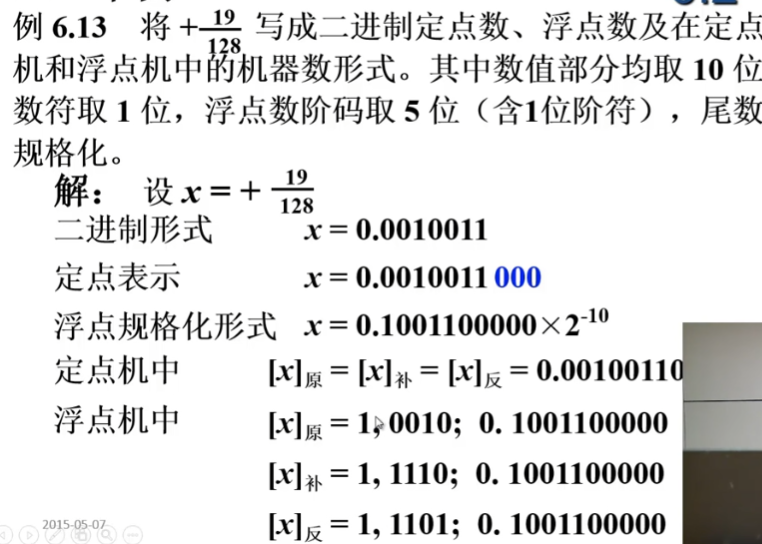 例 6.13 将 +19/128 写成二进制定点数、浮点数及在定点
机和浮点机中的机器数形式。其中数值部分均取 10 位
数符取 1 位，浮点数阶码取 5 位（含1位阶符），尾数
规格化。
解： 设 x = + 19/128
二进制形式 x = 0.0010011
定点表示 x = 0.0010011 000
浮点规格化形式 x = 0.1001100000×2^-10
定点机中 [x]原 = [x]补 = [x]反 = 0.00100110
浮点机中 [x]原 = 1, 0010; 0. 1001100000
[x]补 = 1, 1110; 0. 1001100000
[x]反 = 1, 1101; 0. 1001100000
2015-05-07